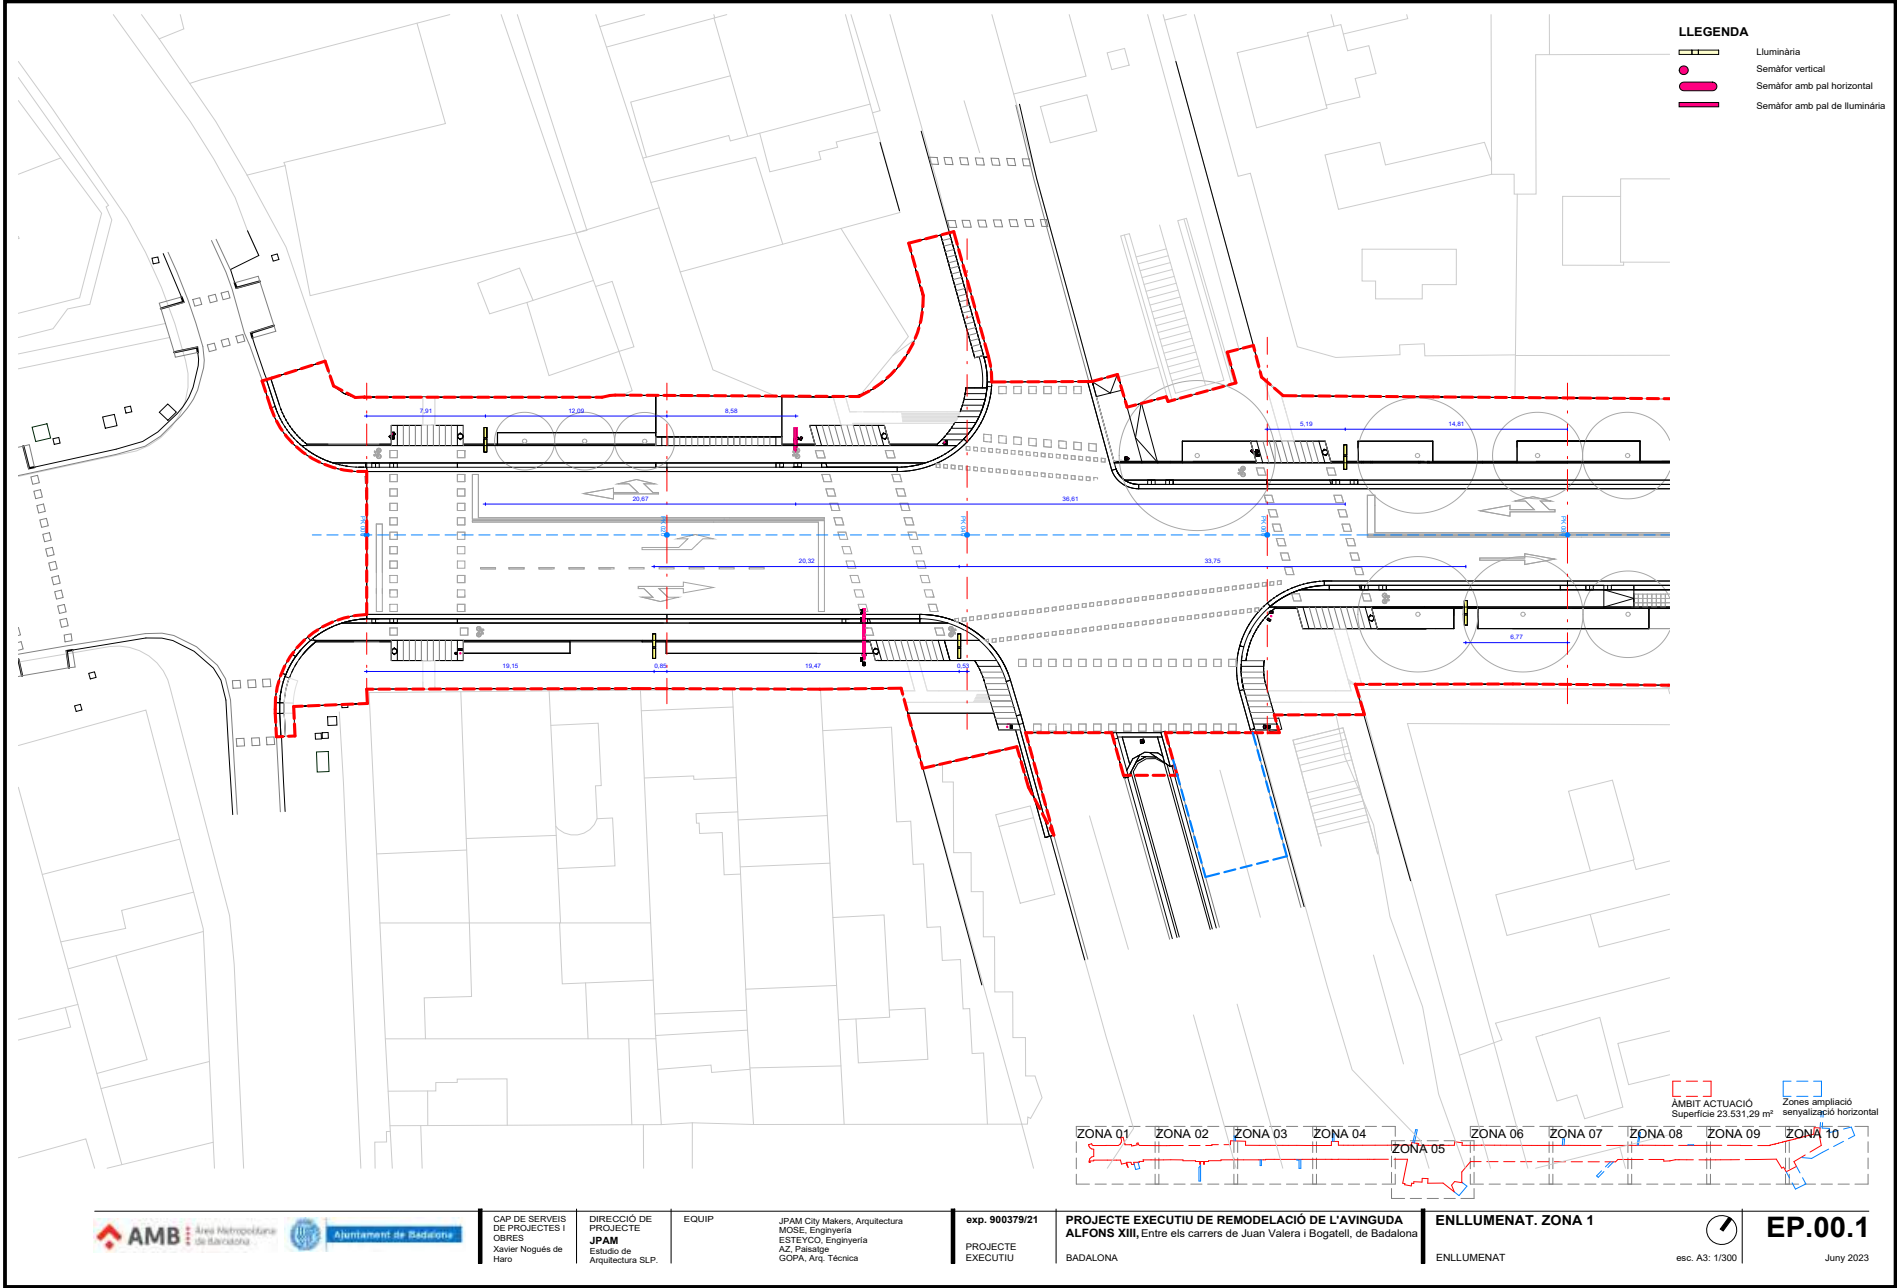 LLEGENDA
Lluminària
Semàfor vertical
Semàfor amb pal horitzontal
Semàfor amb pal de lluminària
7,91
12,09
8,58
5,19
14,81
20,67
36,61
20,32
33,75
19,15
0,85
19,47
0,53
6,77
ÀMBIT ACTUACIÓ
Superfície 23.531,29 m²
Zones ampliació
senyalizació horizontal
ZONA 01
ZONA 02
ZONA 03
ZONA 04
ZONA 05
ZONA 06
ZONA 07
ZONA 08
ZONA 09
ZONA 10
AMB
Àrea Metropolitana
de Barcelona
Ajuntament de Badalona
CAP DE SERVEIS
DE PROJECTES I
OBRES
Xavier Nogués de
Haro
DIRECCIÓ DE
PROJECTE
JPAM
Estudio de
Arquitectura SLP.
EQUIP
JPAM City Makers, Arquitectura
MOSE, Enginyería
ESTEYCO, Enginyería
AZ, Paisatge
GOPA, Arq. Técnica
exp. 900379/21
PROJECTE
EXECUTIU
PROJECTE EXECUTIU DE REMODELACIÓ DE L'AVINGUDA
ALFONS XIII, Entre els carrers de Juan Valera i Bogatell, de Badalona
BADALONA
ENLLUMENAT. ZONA 1
ENLLUMENAT
esc. A3: 1/300
EP.00.1
Juny 2023